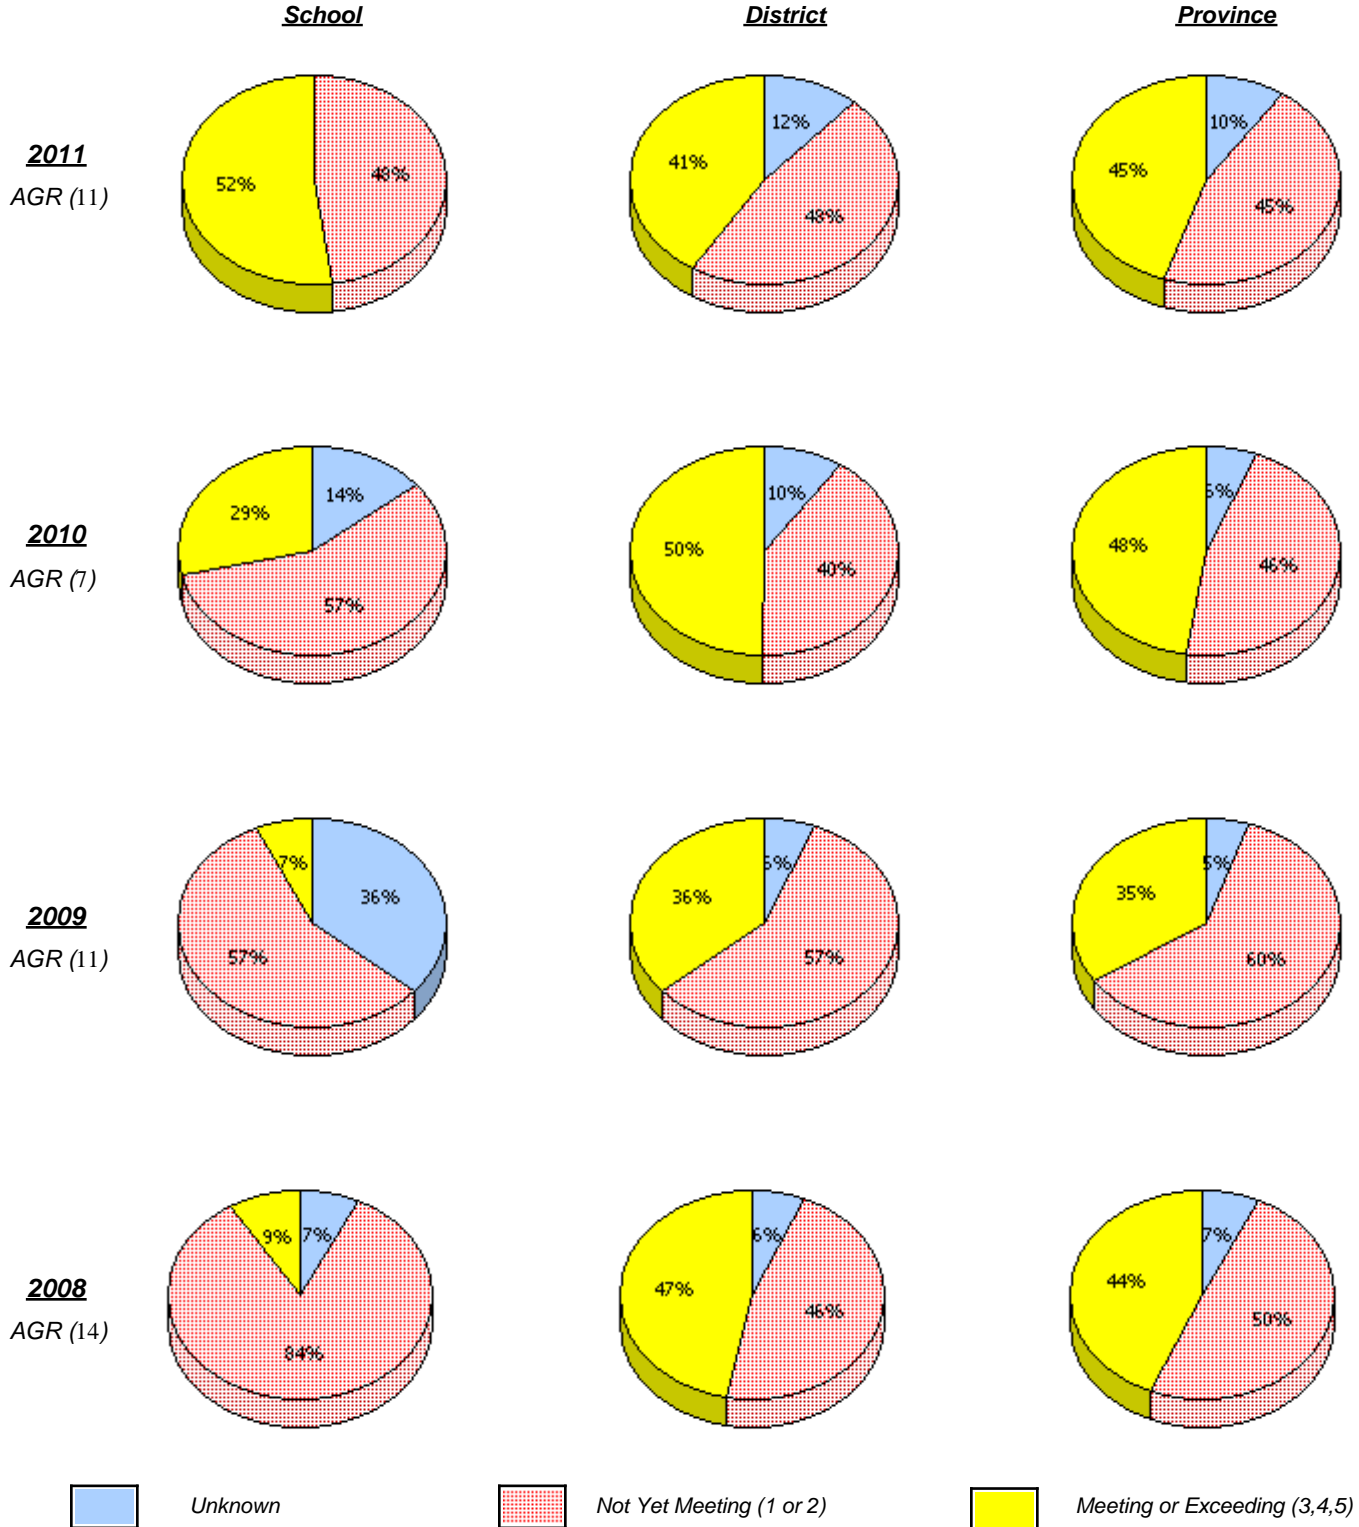 School District Province
2011
AGR (11)
52% 48%
12% 41% 48%
10% 45% 45%
2010
AGR (7)
14% 29% 57%
10% 50% 40%
48% 46%
2009
AGR (11)
7% 36% 57%
36% 57%
5% 35% 60%
2008
AGR (14)
9% 7% 84%
6% 47% 46%
7% 44% 50%
Unknown Not Yet Meeting (1 or 2) Meeting or Exceeding (3,4,5)